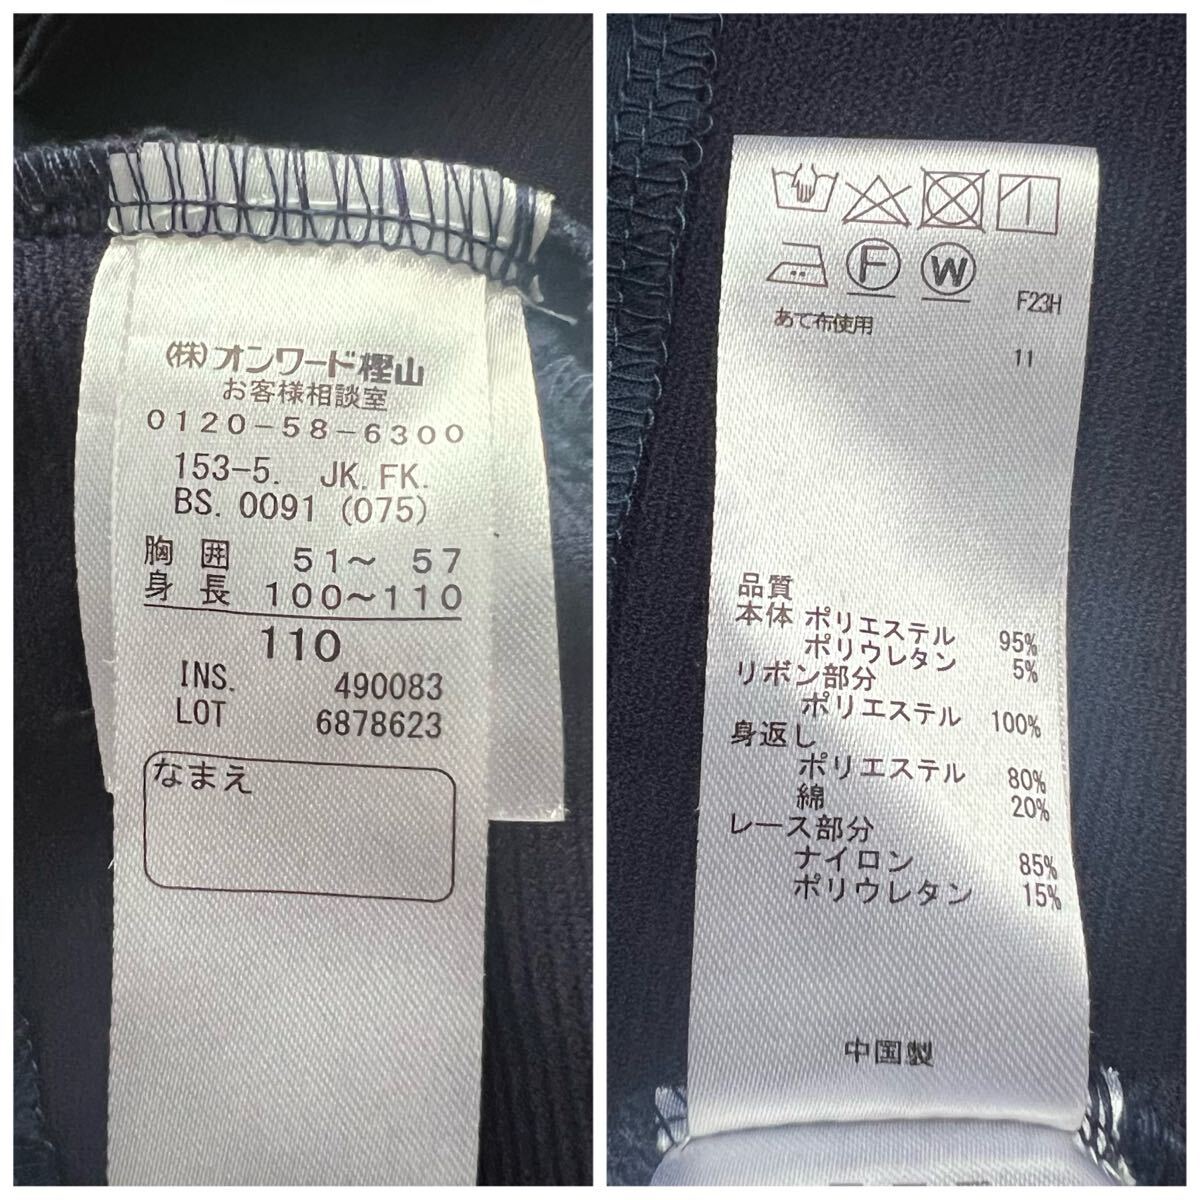 (株)オンワード樫山
お客様相談室
0120-58-6300
153-5. JK.FK.
BS. 0091 (075)
胸囲 51～ 57
身長 100～110
110
INS. 490083
LOT 6878623
なまえ
F W
F23H
あて布使用
11
品質
本体 ポリエステル 95%
ポリウレタン 5%
リボン部分
ポリエステル 100%
身返し
ポリエステル 80%
綿 20%
レース部分
ナイロン 85%
ポリウレタン 15%
中国製